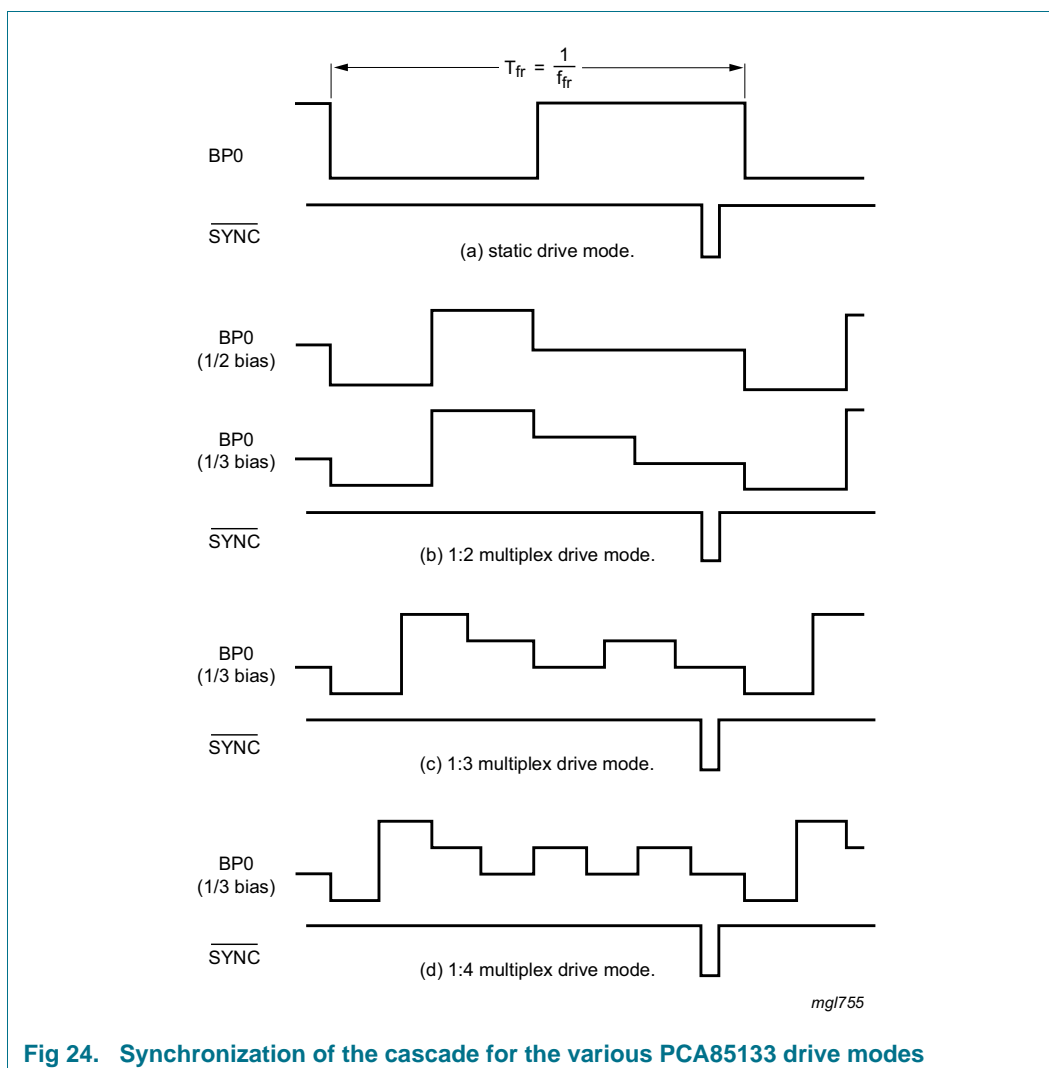 T_fr = 1/f_fr
BP0
SYNC
(a) static drive mode.
BP0
(1/2 bias)
BP0
(1/3 bias)
SYNC
(b) 1:2 multiplex drive mode.
BP0
(1/3 bias)
SYNC
(c) 1:3 multiplex drive mode.
BP0
(1/3 bias)
SYNC
(d) 1:4 multiplex drive mode.
mgl755
Fig 24. Synchronization of the cascade for the various PCA85133 drive modes